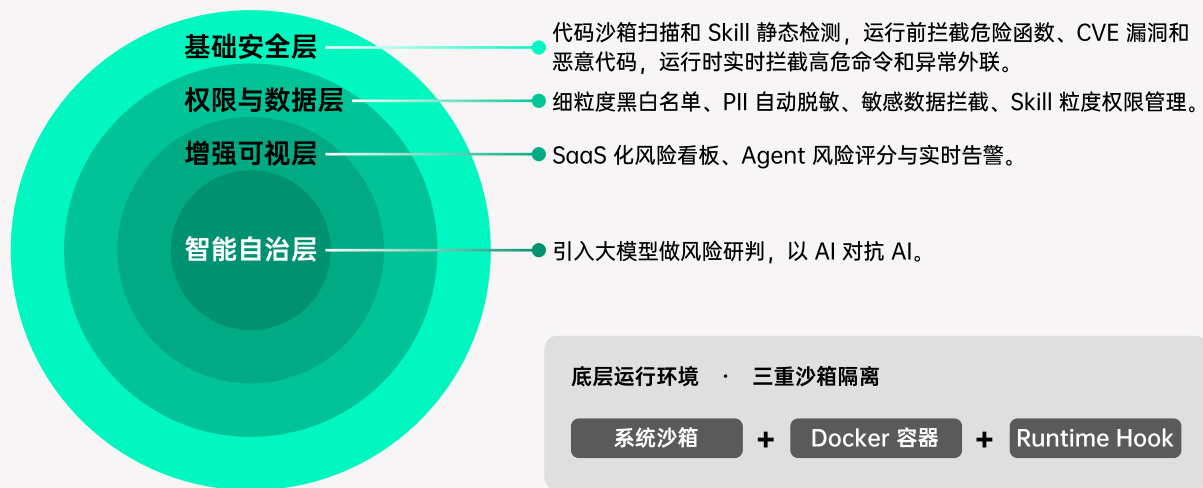 基础安全层
代码沙箱扫描和 Skill 静态检测，运行前拦截危险函数、CVE 漏洞和
恶意代码，运行时实时拦截高危命令和异常外联。
权限与数据层
细粒度黑白名单、PII 自动脱敏、敏感数据拦截、Skill 粒度权限管理。
增强可视层
SaaS 化风险看板、Agent 风险评分与实时告警。
智能自治层
引入大模型做风险研判，以 AI 对抗 AI。
底层运行环境 · 三重沙箱隔离
系统沙箱 + Docker 容器 + Runtime Hook